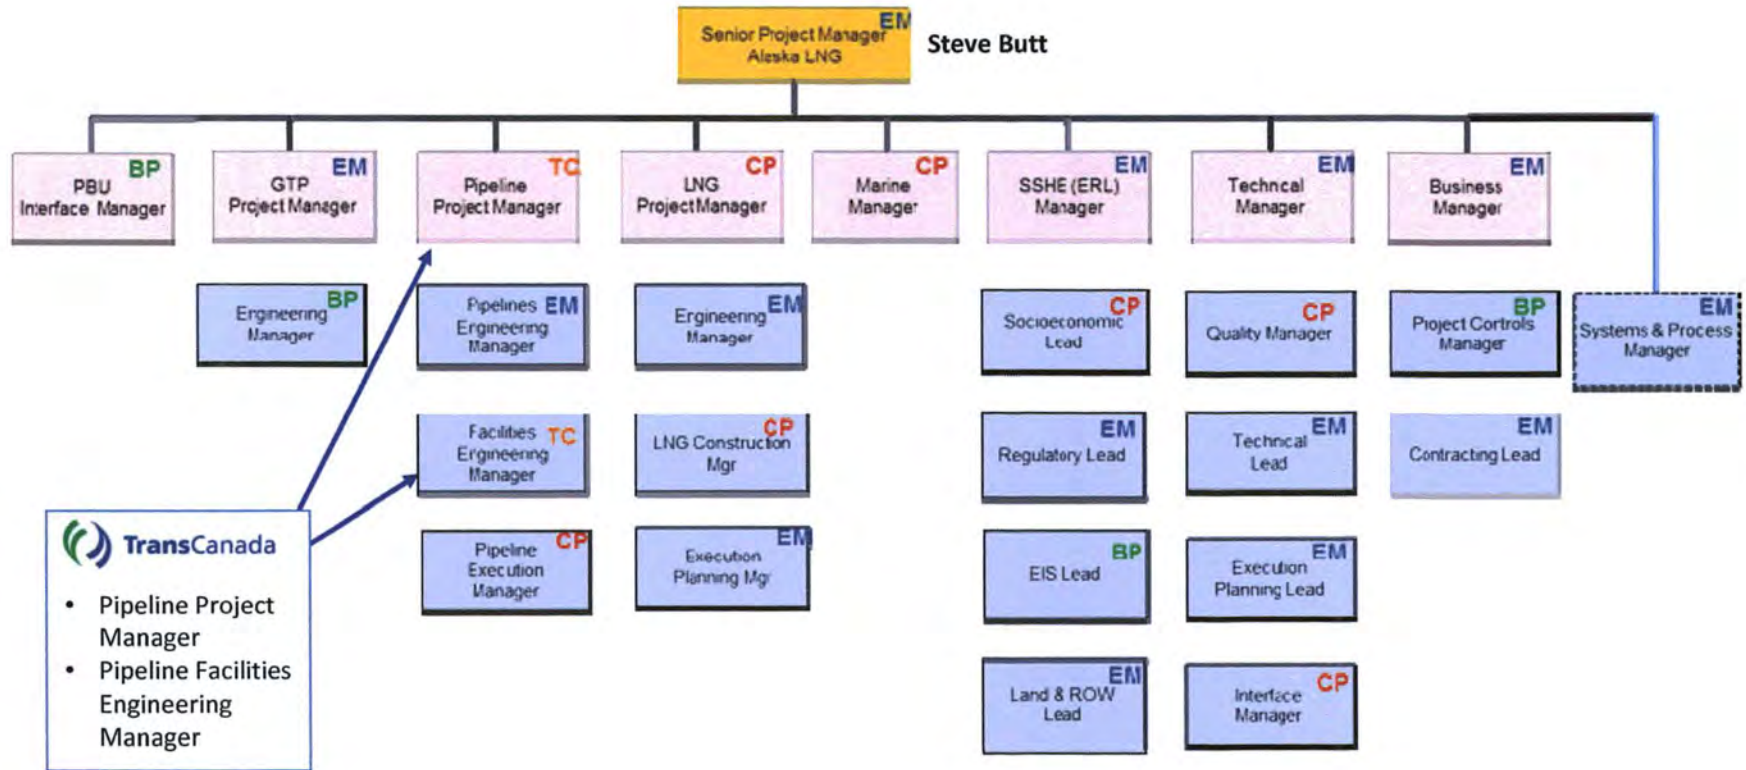 EM
Senior Project Manager
Alaska LNG
Steve Butt
BP
PBU
Interface Manager
EM
GTP
Project Manager
TC
Pipeline
Project Manager
CP
LNG
Project Manager
CP
Marine
Manager
EM
SSHE (ERL)
Manager
EM
Technical
Manager
EM
Business
Manager
BP
Engineering
Manager
Pipelines EM
Engineering
Manager
EM
Engineering
Manager
CP
Socioeconomic
Lead
CP
Quality Manager
BP
Project Controls
Manager
EM
Systems & Process
Manager
Facilities TC
Engineering
Manager
CP
LNG Construction
Mgr
EM
Regulatory Lead
EM
Technical
Lead
EM
Contracting Lead
CP
Pipeline
Execution
Manager
EM
Execution
Planning Mgr
BP
EIS Lead
EM
Execution
Planning Lead
EM
Land & ROW
Lead
CP
Interface
Manager
TransCanada
• Pipeline Project
Manager
• Pipeline Facilities
Engineering
Manager